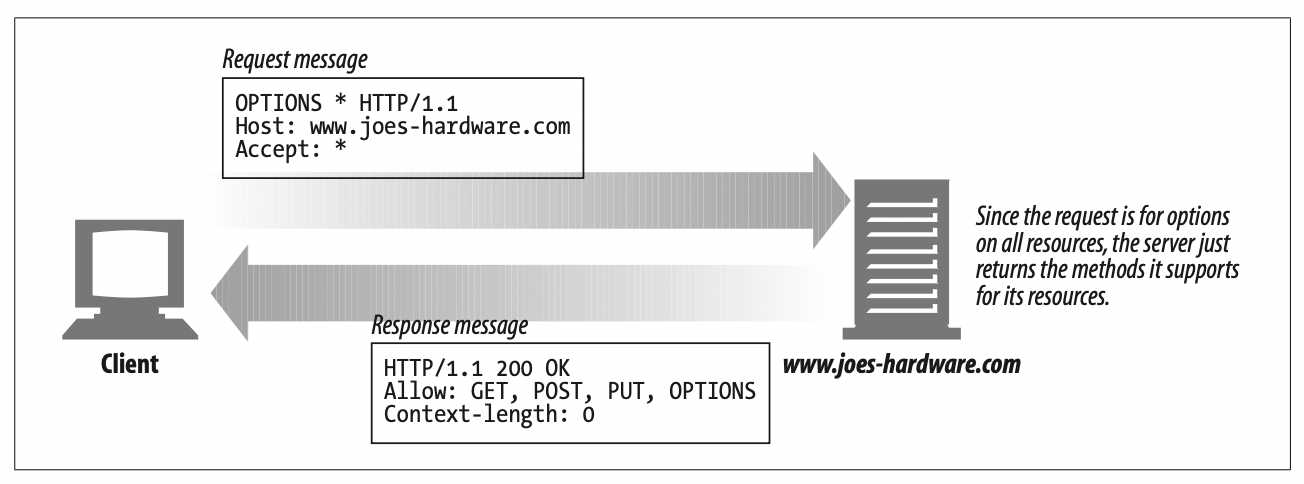 Request message
OPTIONS * HTTP/1.1
Host: www.joes-hardware.com
Accept: *
Since the request is for options
on all resources, the server just
returns the methods it supports
for its resources.
Client
www.joes-hardware.com
Response message
HTTP/1.1 200 OK
Allow: GET, POST, PUT, OPTIONS
Context-length: 0